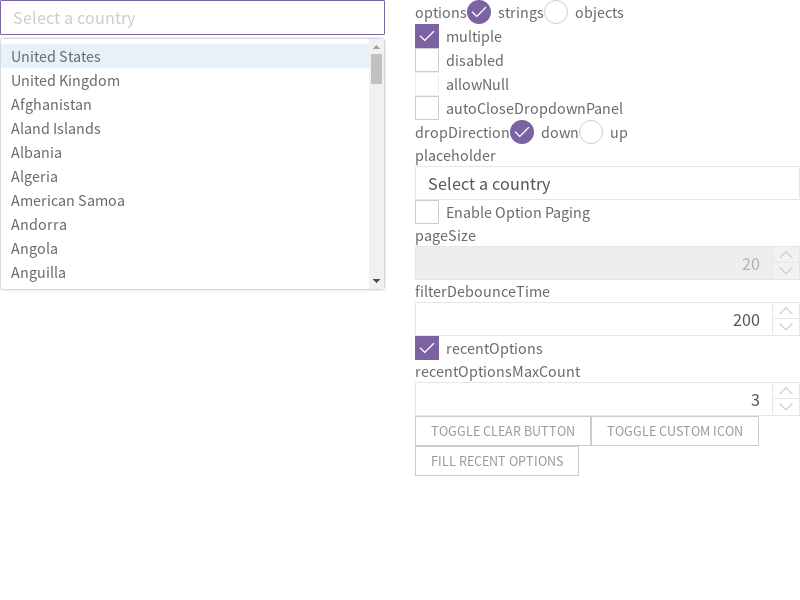 Select a country
United States
United Kingdom
Afghanistan
Aland Islands
Albania
Algeria
American Samoa
Andorra
Angola
Anguilla
options strings objects
multiple
disabled
allowNull
autoCloseDropdownPanel
dropDirection down up
placeholder
Select a country
Enable Option Paging
pageSize
20
filterDebounceTime
200
recentOptions
recentOptionsMaxCount
3
TOGGLE CLEAR BUTTON TOGGLE CUSTOM ICON
FILL RECENT OPTIONS